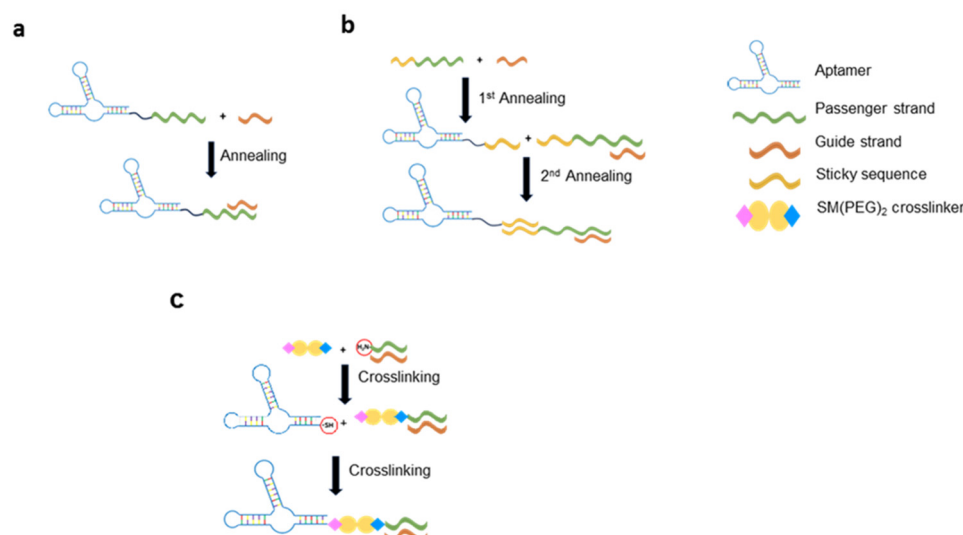 a
+
Annealing
b
+
1st Annealing
+
2nd Annealing
Aptamer
Passenger strand
Guide strand
Sticky sequence
SM(PEG)2 crosslinker
c
+ H2N-
Crosslinking
-SH +
Crosslinking